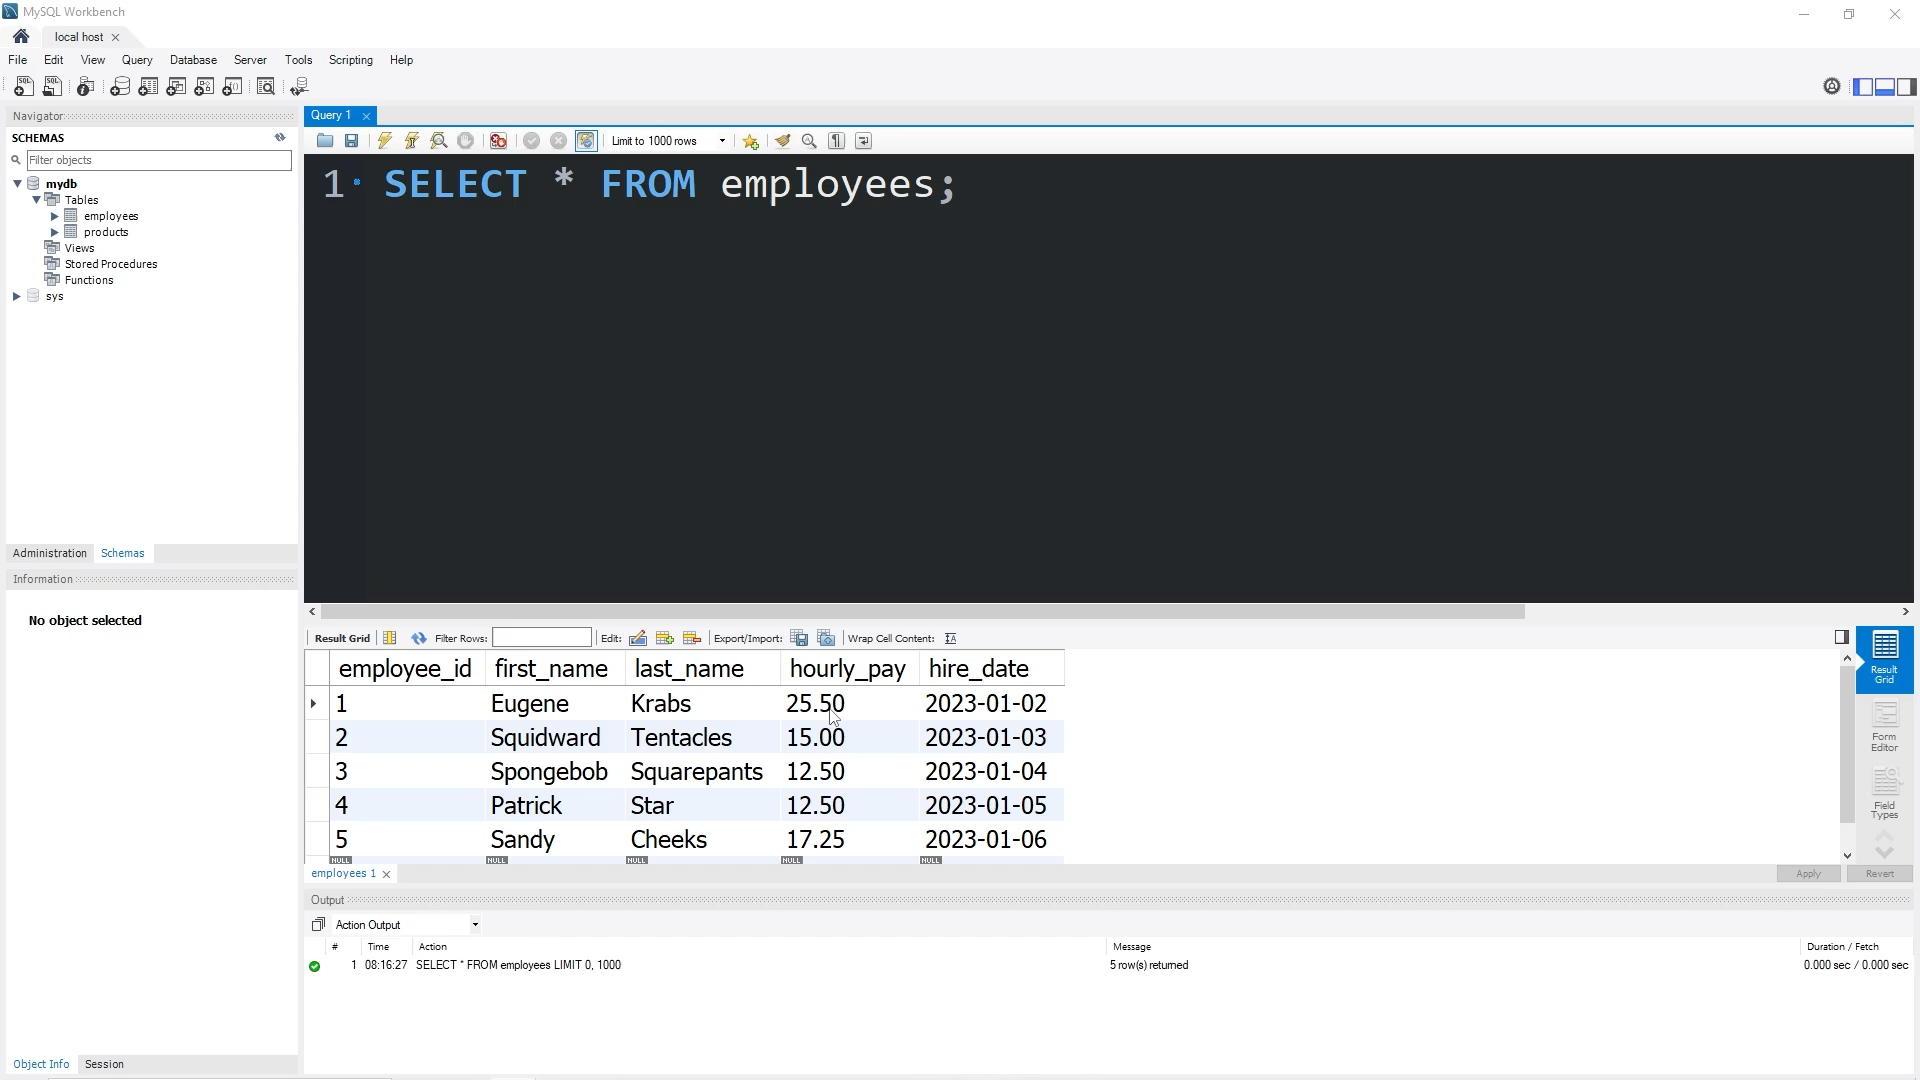 MySQL Workbench
local host
File Edit View Query Database Server Tools Scripting Help
Navigator
SCHEMAS
Filter objects
mydb
Tables
employees
products
Views
Stored Procedures
Functions
sys
Administration Schemas
Information
No object selected
Object Info Session
Query 1
Limit to 1000 rows
1 SELECT * FROM employees;
Result Grid Filter Rows: Edit: Export/Import: Wrap Cell Content:
employee_id first_name last_name hourly_pay hire_date
1 Eugene Krabs 25.50 2023-01-02
2 Squidward Tentacles 15.00 2023-01-03
3 Spongebob Squarepants 12.50 2023-01-04
4 Patrick Star 12.50 2023-01-05
5 Sandy Cheeks 17.25 2023-01-06
NULL NULL NULL NULL NULL
Result
Grid
Form
Editor
Field
Types
employees 1
Apply Revert
Output
Action Output
# Time Action Message Duration / Fetch
1 08:16:27 SELECT * FROM employees LIMIT 0, 1000 5 row(s) returned 0.000 sec / 0.000 sec